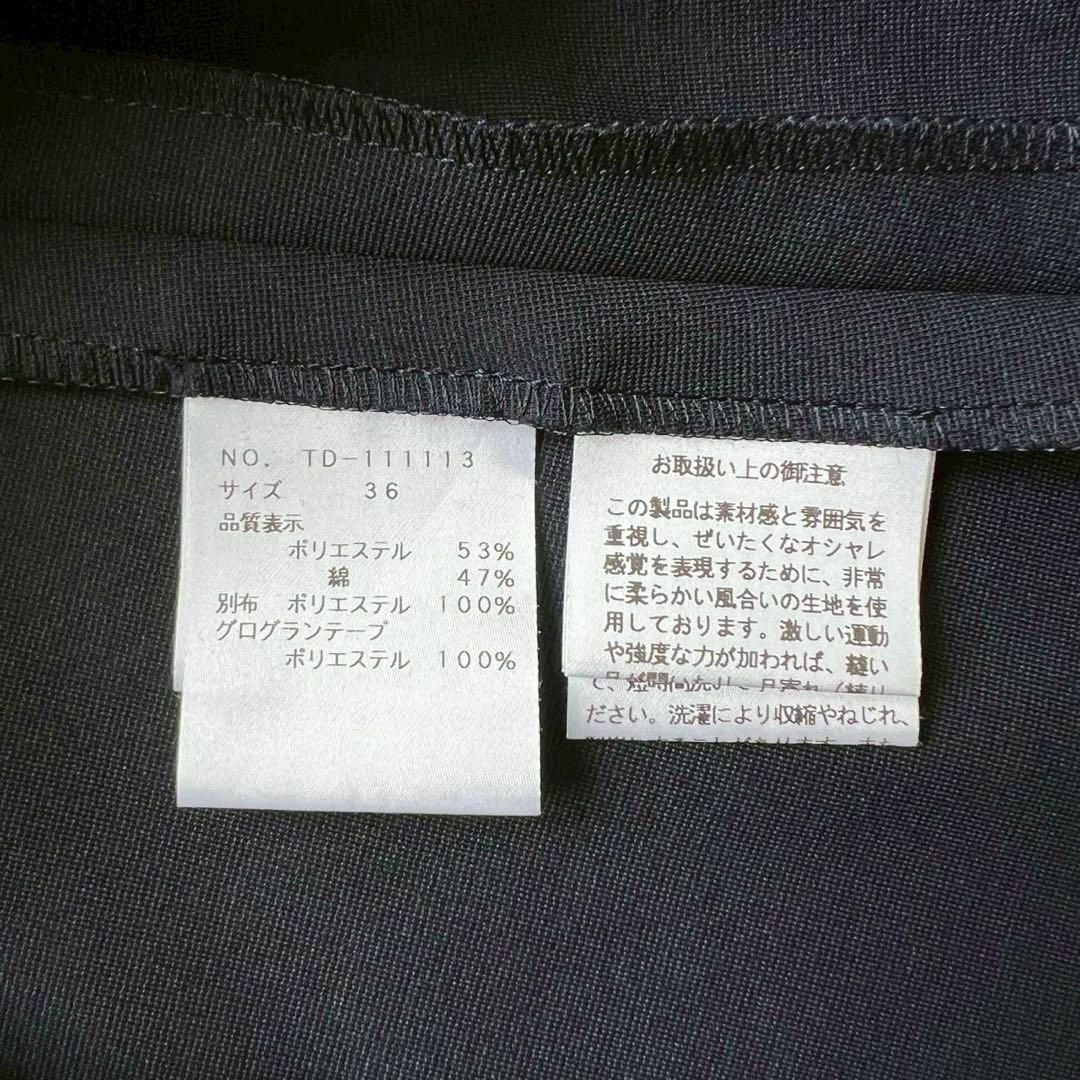 NO. TD-111113
サイズ 36
品質表示
ポリエステル 53%
綿 47%
別布 ポリエステル 100%
グログランテープ
ポリエステル 100%
お取扱い上の御注意
この製品は素材感と雰囲気を
重視し、ぜいたくなオシャレ
感覚を表現するために、非常
に柔らかい風合いの生地を使
用しております。激しい運動
や強度な力が加われば、縫い
ださい。洗濯により収縮やねじれ、